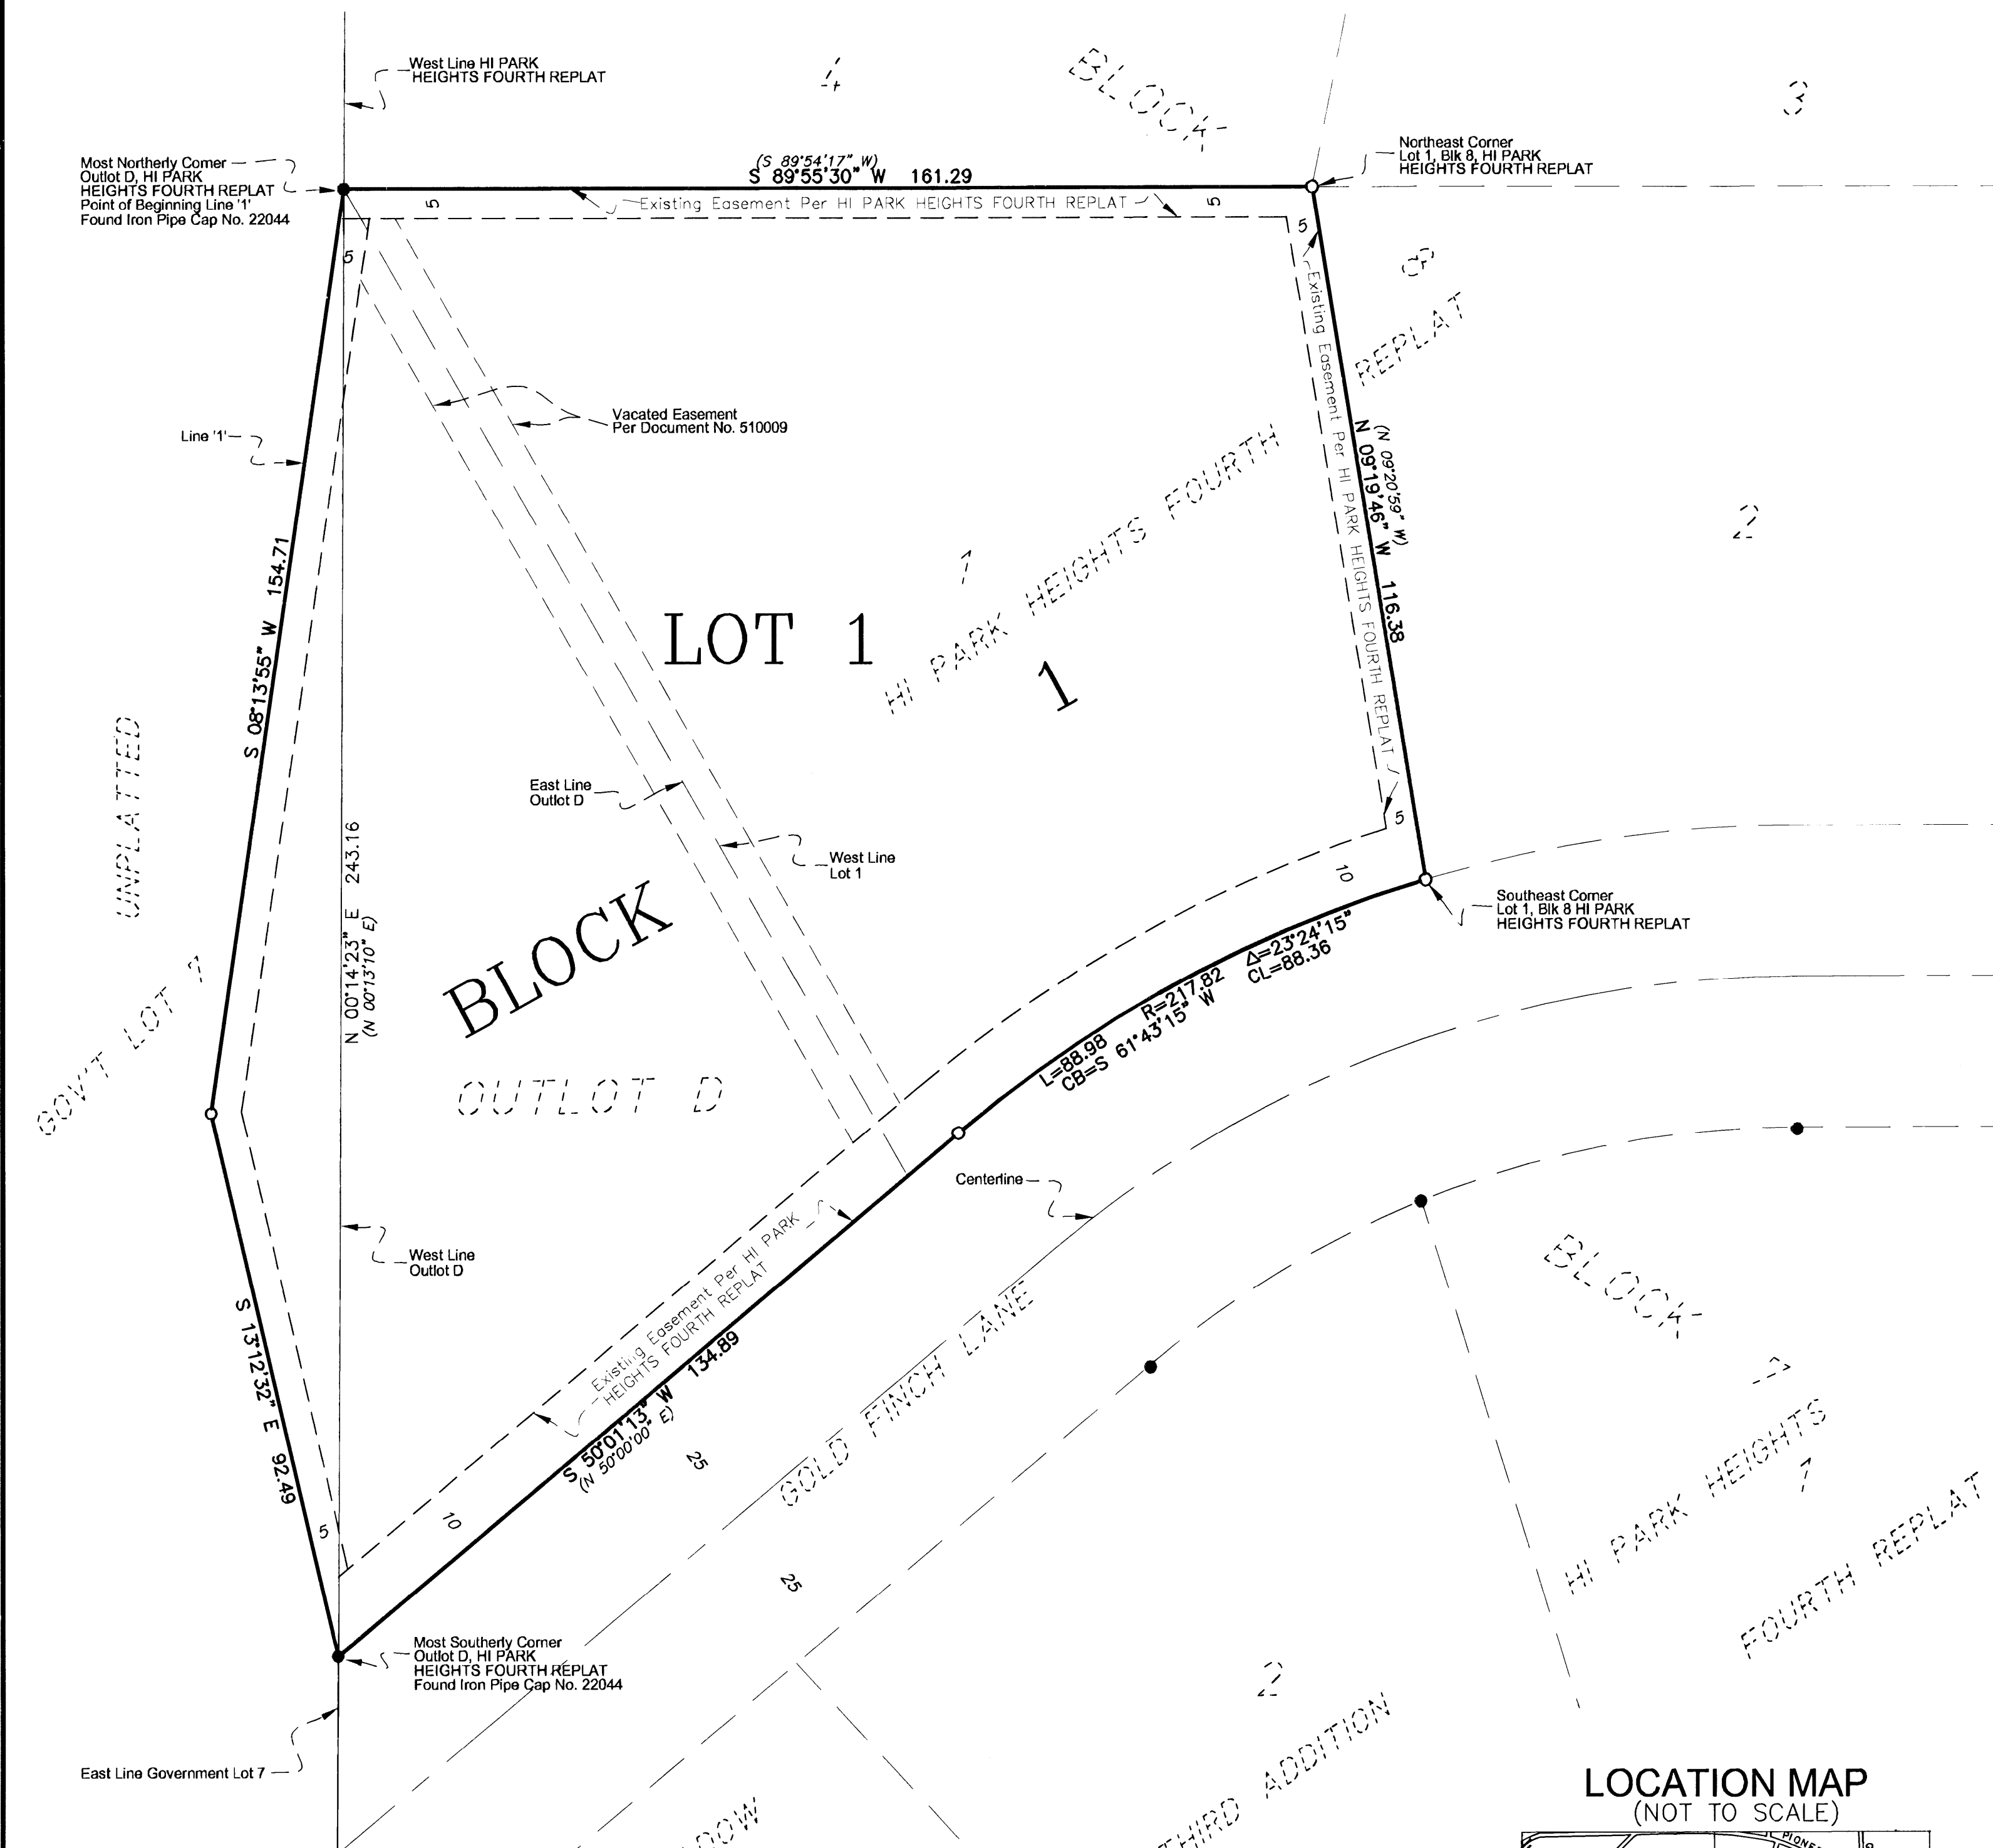 West Line HI PARK
HEIGHTS FOURTH REPLAT
4
BLOCK
3
Most Northerly Corner
Outlot D, HI PARK
HEIGHTS FOURTH REPLAT
Point of Beginning Line '1'
Found Iron Pipe Cap No. 22044
(S 89°54'17" W)
S 89°55'30" W 161.29
Northeast Corner
Lot 1, Blk 8, HI PARK
HEIGHTS FOURTH REPLAT
5
Existing Easement Per HI PARK HEIGHTS FOURTH REPLAT
5
5
5
8
REPLAT
Existing Easement Per HI PARK HEIGHTS FOURTH REPLAT
Line '1'
Vacated Easement
Per Document No. 510009
(N 09°20'59" W)
N 09°19'46" W 116.38
2
S 08°13'55" W 154.71
1
HI PARK HEIGHTS FOURTH
LOT 1
1
UNPLATTED
East Line
Outlot D
5
N 00°14'23" E 243.16
(N 00°13'10" E)
West Line
Lot 1
10
BLOCK
Southeast Corner
Lot 1, Blk 8 HI PARK
HEIGHTS FOURTH REPLAT
GOV'T LOT 7
Δ=23°24'15"
CL=88.36
R=217.82
L=88.98
CB=S 61°43'15" W
OUTLOT D
Centerline
West Line
Outlot D
Existing Easement Per HI PARK
HEIGHTS FOURTH REPLAT
BLOCK
7
S 13°12'32" E 92.49
S 50°01'13" W 134.89
(N 50°00'00" E)
25
GOLD FINCH LANE
HI PARK HEIGHTS
1
FOURTH REPLAT
5
10
25
Most Southerly Corner
Outlot D, HI PARK
HEIGHTS FOURTH REPLAT
Found Iron Pipe Cap No. 22044
2
East Line Government Lot 7
THIRD ADDITION
DOW
LOCATION MAP
(NOT TO SCALE)
PIONE